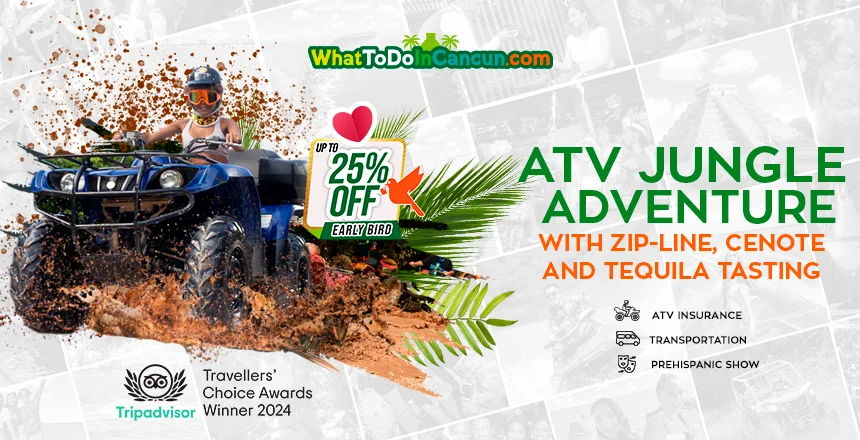 WhatToDoInCancun.com
UP TO
25%
OFF
EARLY BIRD
ATV JUNGLE
ADVENTURE
WITH ZIP-LINE, CENOTE
AND TEQUILA TASTING
ATV INSURANCE
TRANSPORTATION
PREHISPANIC SHOW
Tripadvisor
Travellers'
Choice Awards
Winner 2024